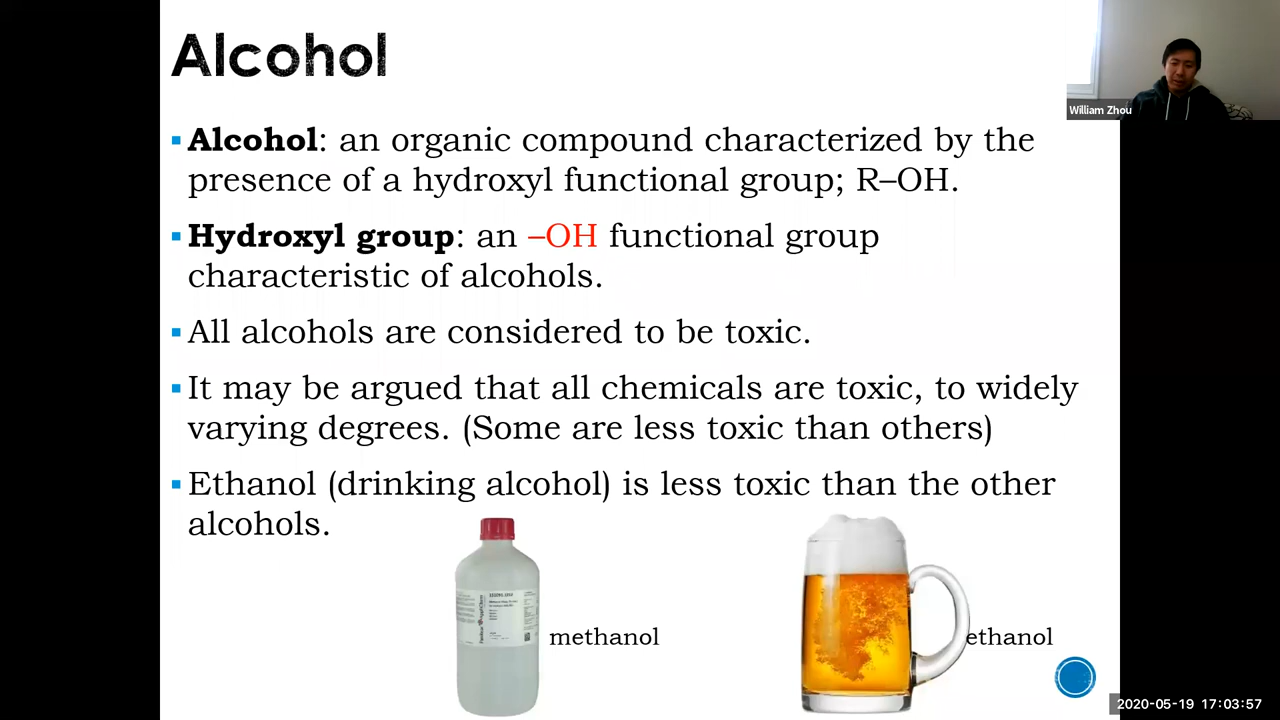 Alcohol
William Zhou
Alcohol: an organic compound characterized by the
presence of a hydroxyl functional group; R–OH.
Hydroxyl group: an –OH functional group
characteristic of alcohols.
All alcohols are considered to be toxic.
It may be argued that all chemicals are toxic, to widely
varying degrees. (Some are less toxic than others)
Ethanol (drinking alcohol) is less toxic than the other
alcohols.
methanol
ethanol
2020-05-19 17:03:57